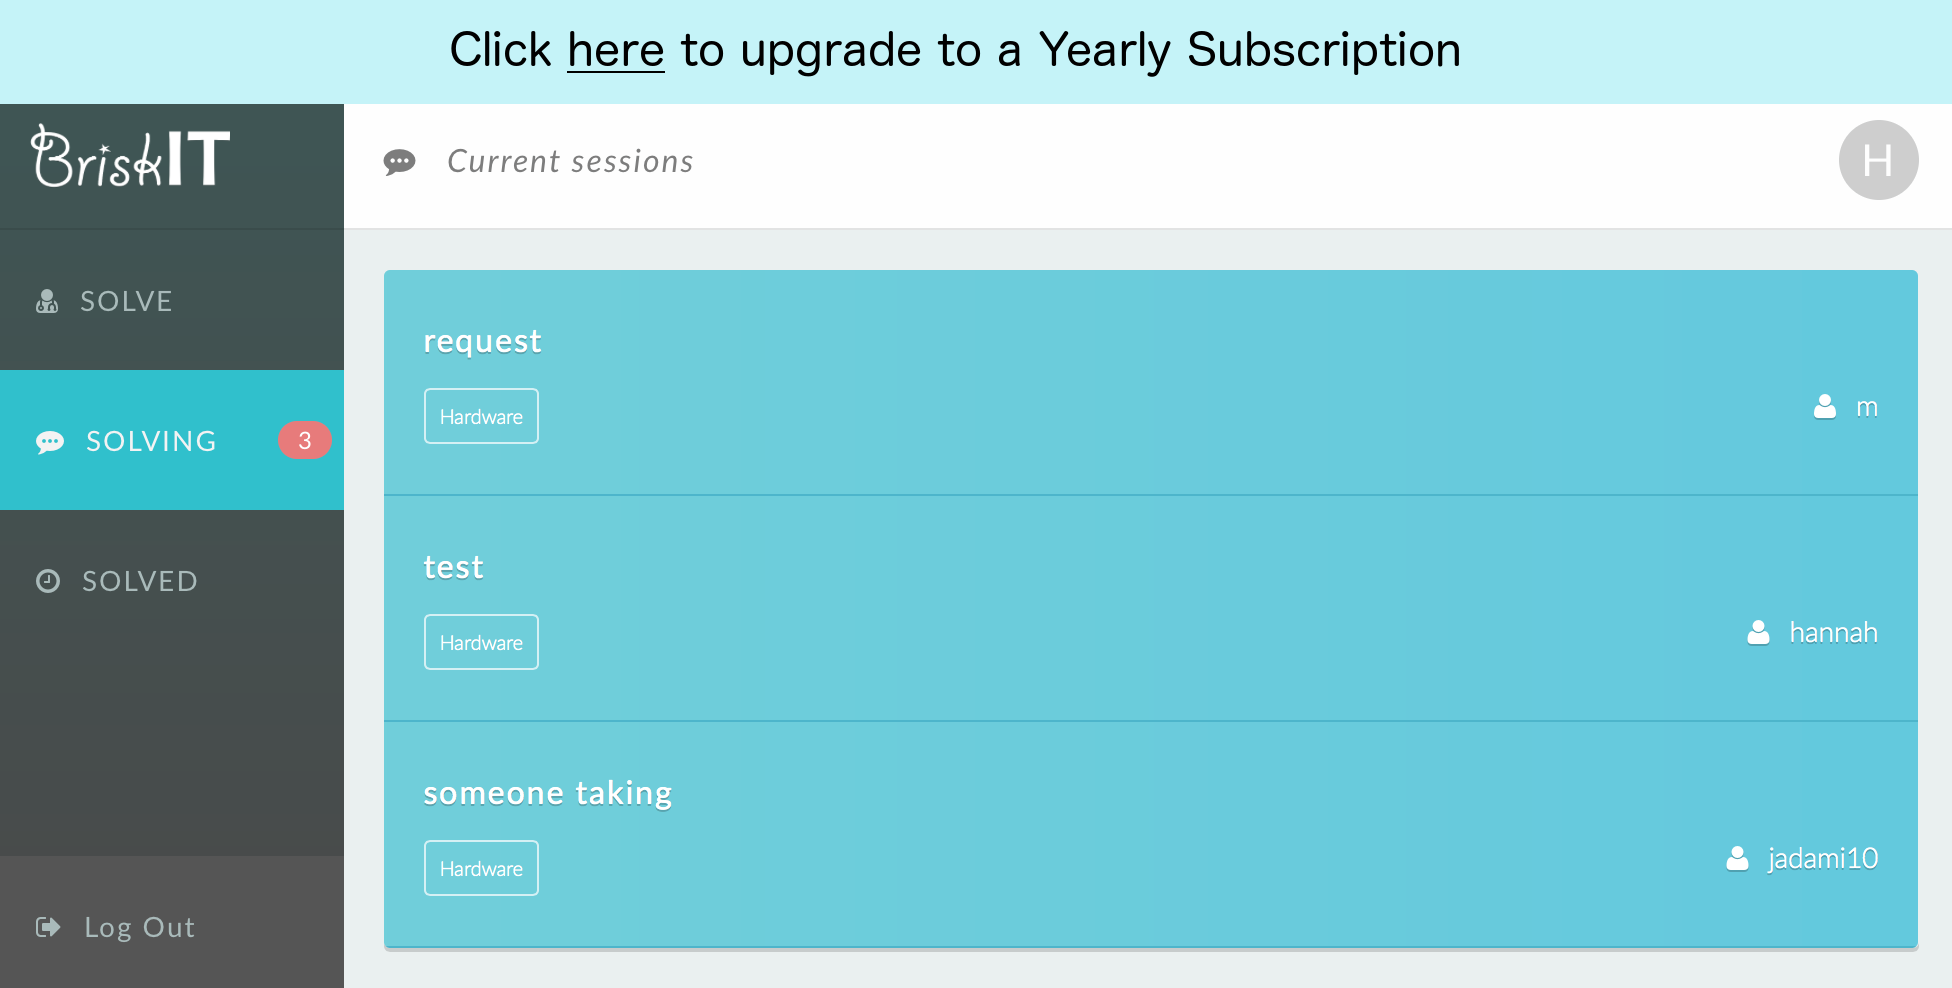 Click here to upgrade to a Yearly Subscription
BriskIT
Current sessions
H
SOLVE
SOLVING 3
SOLVED
Log Out
request
Hardware
m
test
Hardware
hannah
someone taking
Hardware
jadami10